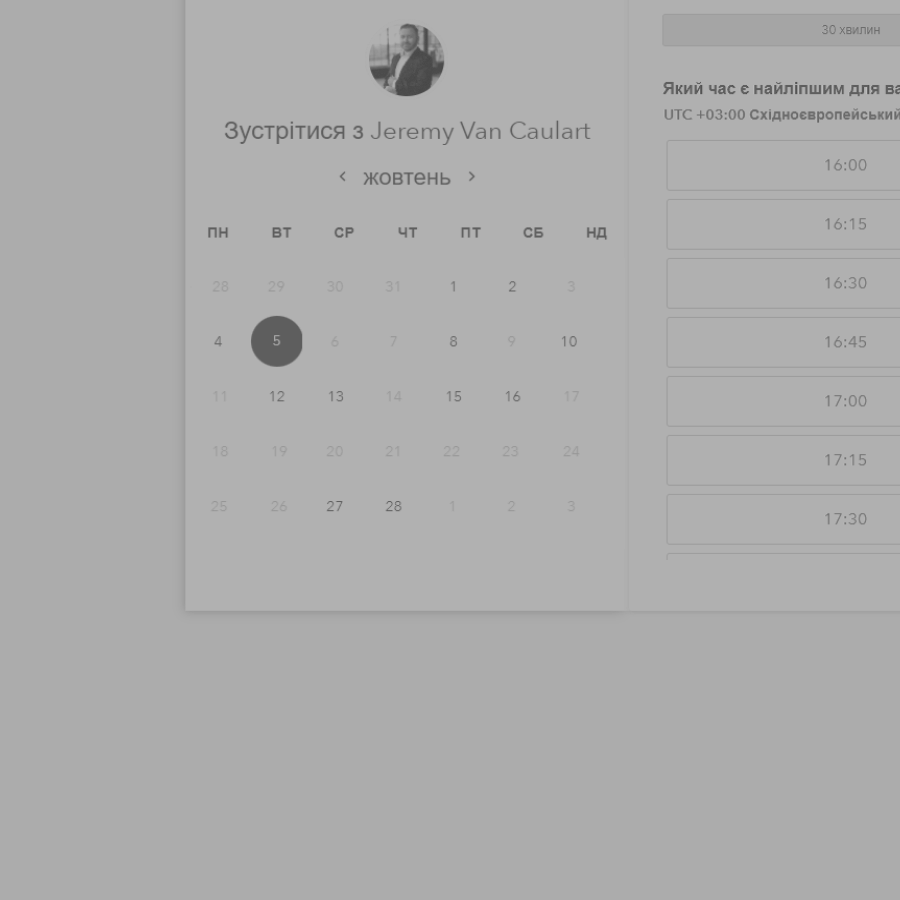 Зустрітися з Jeremy Van Caulart
жовтень
ПН ВТ СР ЧТ ПТ СБ НД
28 29 30 31 1 2 3
4 5 6 7 8 9 10
11 12 13 14 15 16 17
18 19 20 21 22 23 24
25 26 27 28 1 2 3
30 хвилин
Який час є найліпшим для ва
UTC +03:00 Східноєвропейський
16:00
16:15
16:30
16:45
17:00
17:15
17:30